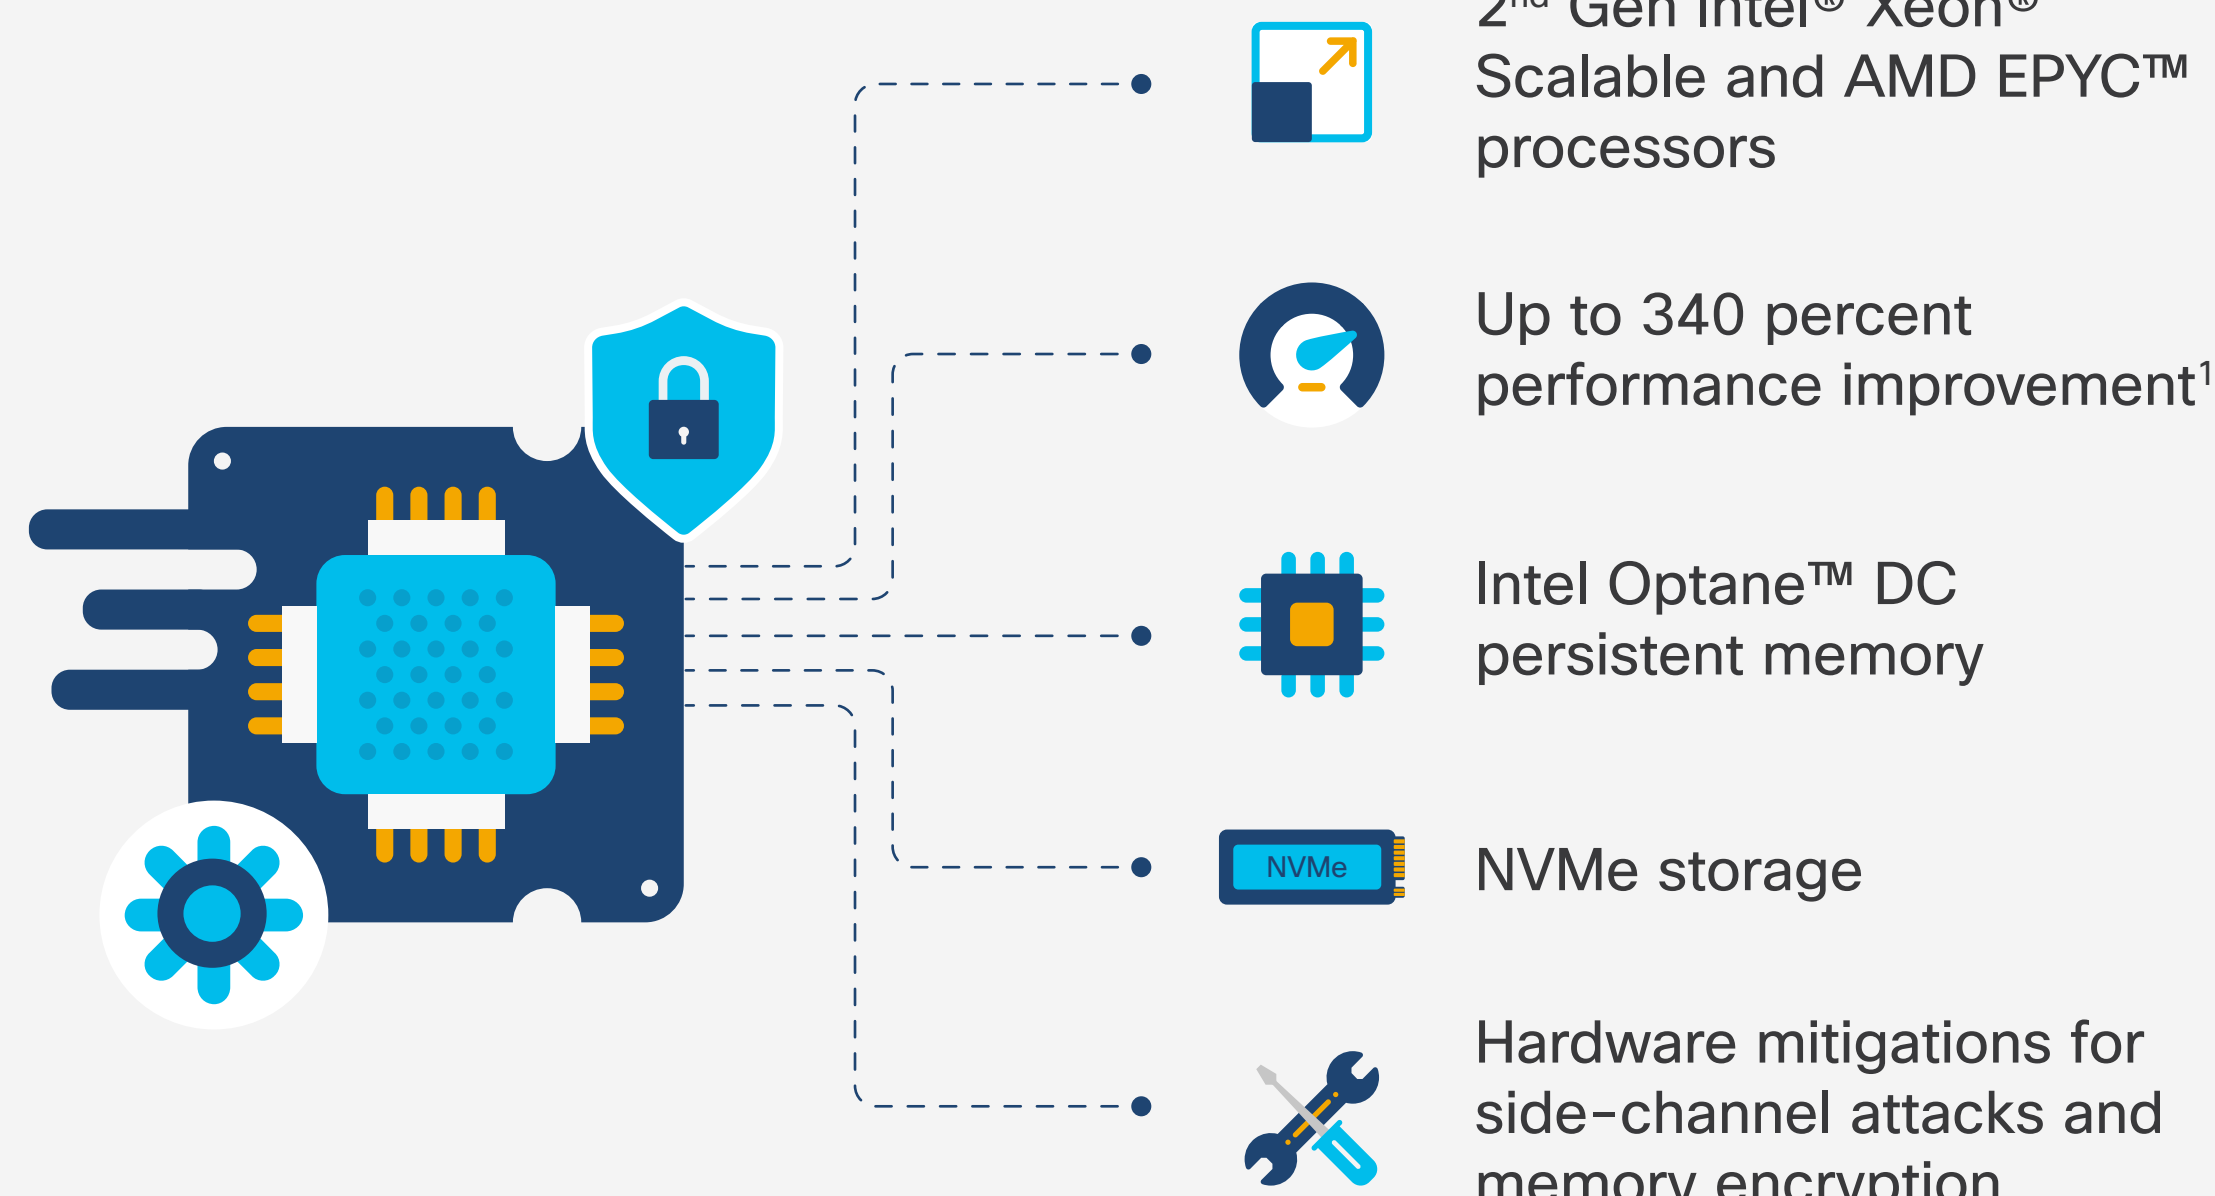 2nd Gen Intel® Xeon®
Scalable and AMD EPYC™
processors
Up to 340 percent
performance improvement¹
Intel Optane™ DC
persistent memory
NVMe
NVMe storage
Hardware mitigations for
side-channel attacks and
memory encryption